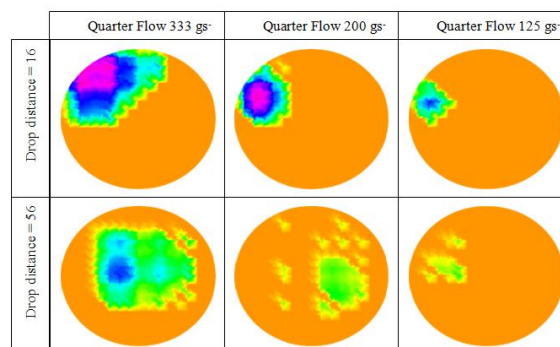 Quarter Flow 333 gs-
Quarter Flow 200 gs-
Quarter Flow 125 gs-
Drop distance = 16
Drop distance = 56